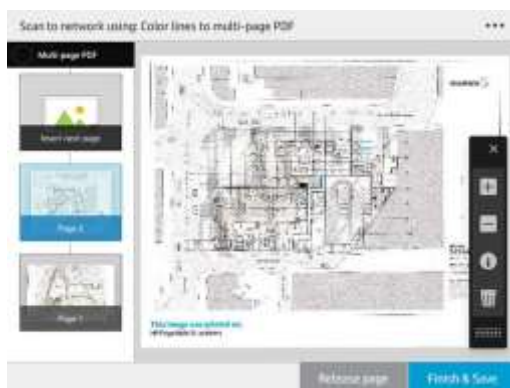 Scan to network using: Color lines to multi-page PDF
Multi-page PDF
Insert next page
Page 2
Page 1
This image was printed on
Release page
Finish & Save